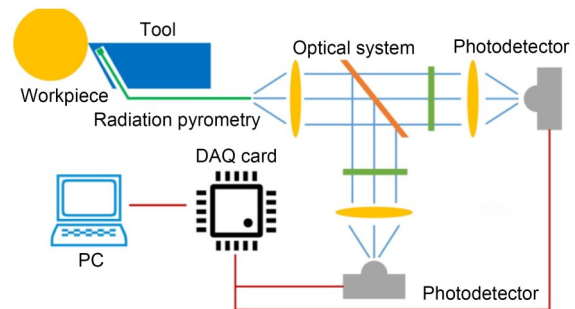 Tool
Optical system
Photodetector
Workpiece
Radiation pyrometry
DAQ card
PC
Photodetector